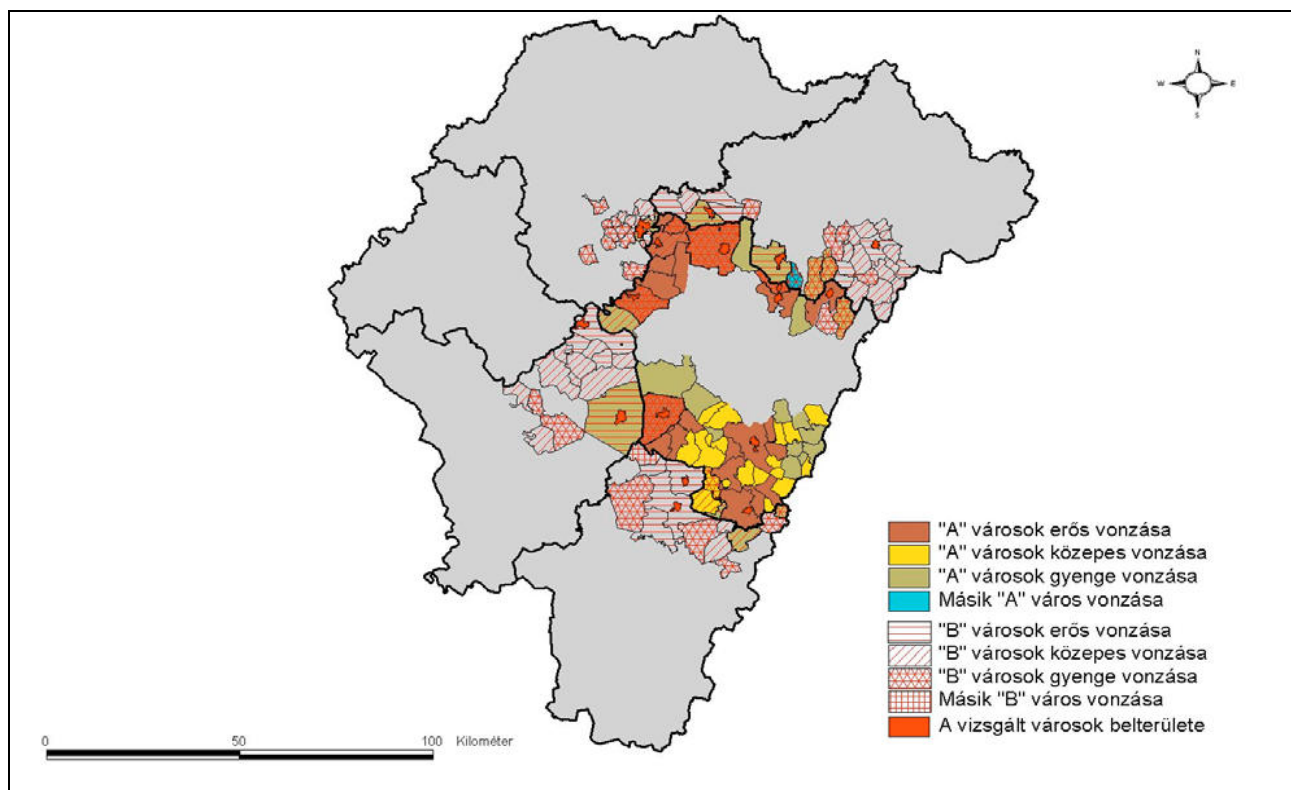 N
W E
S
"A" városok erős vonzása
"A" városok közepes vonzása
"A" városok gyenge vonzása
Másik "A" város vonzása
"B" városok erős vonzása
"B" városok közepes vonzása
"B" városok gyenge vonzása
Másik "B" város vonzása
A vizsgált városok belterülete
0 50 100 Kilométer